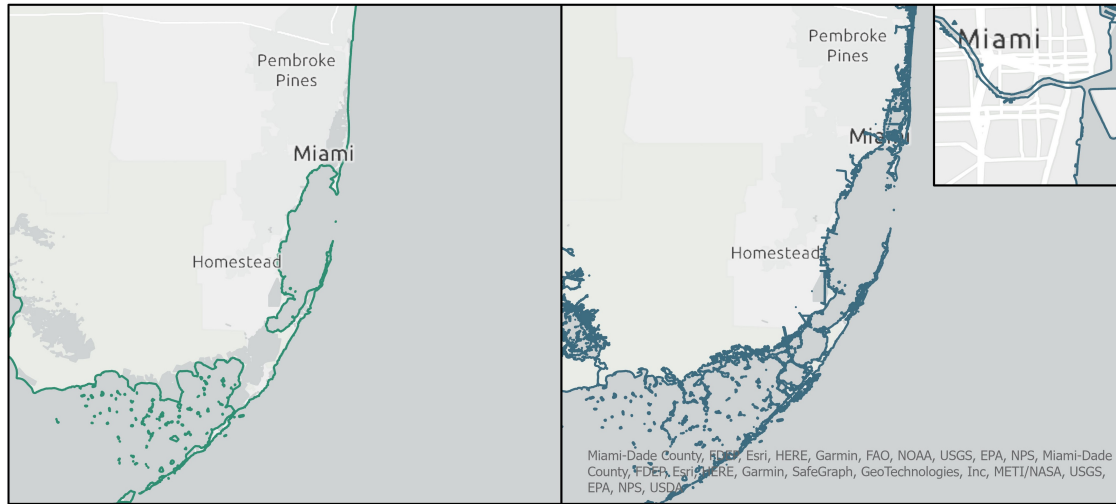 Pembroke
Pines
Miami
Homestead
Pembroke
Pines
Miami
Homestead
Miami
Miami-Dade County, FDEP, Esri, HERE, Garmin, FAO, NOAA, USGS, EPA, NPS, Miami-Dade
County, FDEP, Esri, HERE, Garmin, SafeGraph, GeoTechnologies, Inc, METI/NASA, USGS,
EPA, NPS, USDA